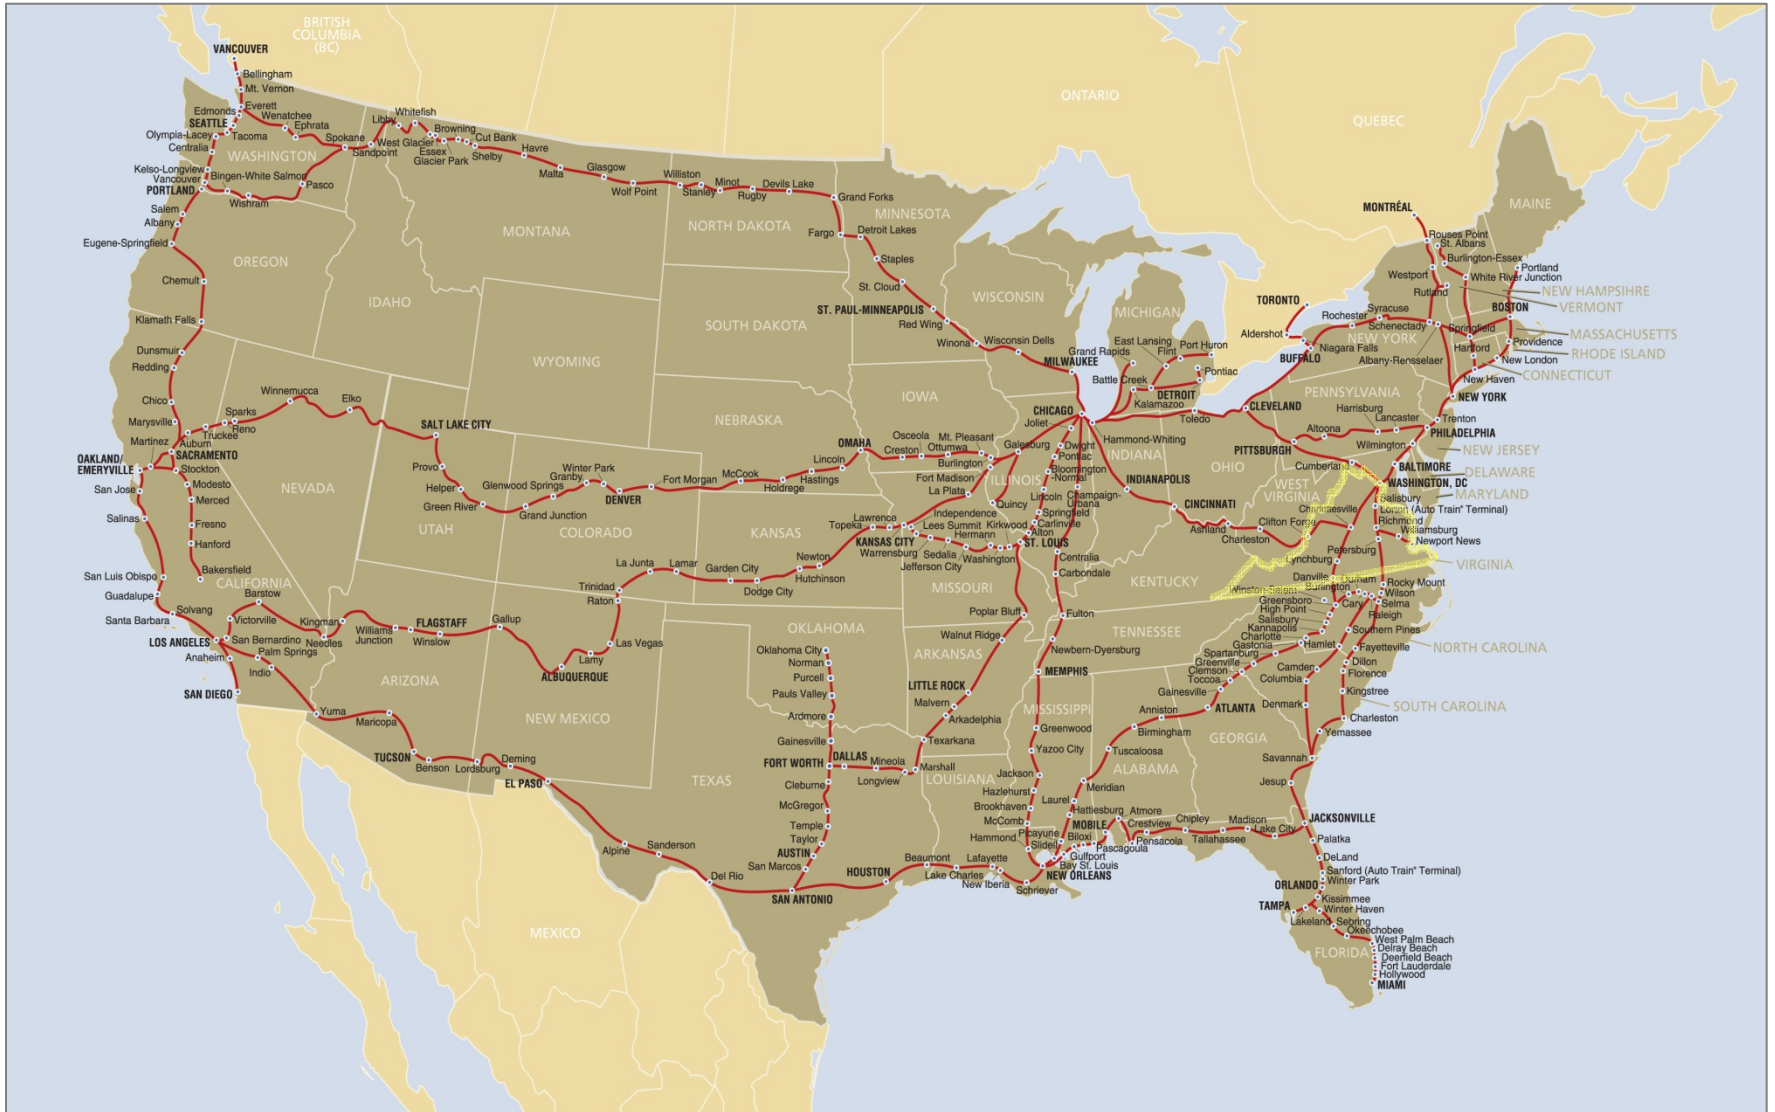 BRITISH
COLUMBIA
(BC)
VANCOUVER
Bellingham
Mt. Vernon
Everett
Edmonds
Wenatchee
SEATTLE
Ephrata
Olympia-Lacey
Tacoma
Centralia
Spokane
Sandpoint
WASHINGTON
Kelso-Longview
Vancouver
Bingen-White Salmon
Pasco
PORTLAND
Wishram
Salem
Albany
Eugene-Springfield
OREGON
Chemult
Klamath Falls
IDAHO
Libby
Whitefish
West Glacier
Browning
Essex
Cut Bank
Glacier Park
Shelby
Havre
Malta
Glasgow
Wolf Point
MONTANA
Williston
Stanley
Minot
Rugby
Devils Lake
NORTH DAKOTA
Grand Forks
MINNESOTA
Fargo
Detroit Lakes
Staples
St. Cloud
ST. PAUL-MINNEAPOLIS
Red Wing
Winona
WISCONSIN
Wisconsin Dells
SOUTH DAKOTA
WYOMING
Dunsmuir
Redding
Chico
Marysville
Martinez
Auburn
Truckee
Sparks
Reno
Winnemucca
Elko
SACRAMENTO
OAKLAND/
EMERYVILLE
Stockton
San Jose
Modesto
Merced
Salinas
Fresno
Hanford
Bakersfield
CALIFORNIA
NEVADA
SALT LAKE CITY
Provo
Helper
Green River
UTAH
Glenwood Springs
Grand Junction
Winter Park
Granby
DENVER
COLORADO
Fort Morgan
McCook
Holdrege
Hastings
Lincoln
OMAHA
NEBRASKA
IOWA
Creston
Osceola
Ottumwa
Mt. Pleasant
Burlington
Galesburg
Fort Madison
La Plata
ILLINOIS
Quincy
San Luis Obispo
Guadalupe
Solvang
Santa Barbara
LOS ANGELES
Anaheim
SAN DIEGO
Barstow
Victorville
San Bernardino
Palm Springs
Indio
Needles
Kingman
Williams
Junction
FLAGSTAFF
Winslow
Gallup
ARIZONA
Yuma
Maricopa
TUCSON
Benson
Lordsburg
Deming
EL PASO
ALBUQUERQUE
Lamy
Las Vegas
NEW MEXICO
Raton
Trinidad
La Junta
Lamar
Garden City
Dodge City
Hutchinson
Newton
KANSAS
Topeka
Lawrence
KANSAS CITY
Independence
Lees Summit
Warrensburg
Sedalia
Jefferson City
Hermann
Washington
Kirkwood
ST. LOUIS
MISSOURI
Poplar Bluff
Walnut Ridge
ARKANSAS
LITTLE ROCK
Malvern
Arkadelphia
Texarkana
Marshall
Longview
Mineola
DALLAS
FORT WORTH
OKLAHOMA
Oklahoma City
Norman
Purcell
Pauls Valley
Ardmore
Gainesville
Cleburne
McGregor
Temple
Taylor
AUSTIN
San Marcos
SAN ANTONIO
TEXAS
Alpine
Sanderson
Del Rio
HOUSTON
Beaumont
Lake Charles
Lafayette
New Iberia
Schriever
NEW ORLEANS
LOUISIANA
MEXICO
ONTARIO
QUEBEC
MICHIGAN
MILWAUKEE
CHICAGO
Joliet
Dwight
Pontiac
Bloomington
-Normal
Lincoln
Champaign-
Urbana
Springfield
Carlinville
Alton
Centralia
Carbondale
Fulton
Newbern-Dyersburg
MEMPHIS
MISSISSIPPI
Greenwood
Yazoo City
Jackson
Hazlehurst
Brookhaven
McComb
Hammond
Grand Rapids
East Lansing
Flint
Port Huron
Pontiac
Battle Creek
Kalamazoo
DETROIT
Toledo
Hammond-Whiting
INDIANA
INDIANAPOLIS
OHIO
CINCINNATI
CLEVELAND
Ashland
Charleston
KENTUCKY
TENNESSEE
TORONTO
Aldershot
Niagara Falls
BUFFALO
Rochester
Syracuse
Schenectady
NEW YORK
Albany-Rensselaer
MONTRÉAL
Rouses Point
St. Albans
Burlington-Essex
Westport
White River Junction
Rutland
MAINE
Portland
NEW HAMPSIHRE
VERMONT
BOSTON
MASSACHUSETTS
Springfield
Providence
RHODE ISLAND
Hartford
New London
CONNECTICUT
New Haven
NEW YORK
PENNSYLVANIA
Harrisburg
Lancaster
Altoona
PITTSBURGH
Trenton
PHILADELPHIA
Wilmington
NEW JERSEY
BALTIMORE
DELAWARE
WASHINGTON, DC
MARYLAND
Cumberland
WEST
VIRGINIA
Salisbury
Lorton (Auto Train® Terminal)
Charlottesville
Richmond
Clifton Forge
Williamsburg
Newport News
Petersburg
Lynchburg
VIRGINIA
Danville
Winston-Salem
Burlington
Durham
Rocky Mount
Wilson
Greensboro
Cary
Selma
High Point
Raleigh
Salisbury
Kannapolis
Southern Pines
Charlotte
Hamlet
Fayetteville
NORTH CAROLINA
Gastonia
Spartanburg
Greenville
Camden
Dillon
Clemson
Florence
Toccoa
Columbia
Kingstree
Gainesville
ATLANTA
Denmark
SOUTH CAROLINA
Charleston
Yemassee
GEORGIA
Savannah
Jesup
Anniston
Birmingham
Tuscaloosa
ALABAMA
Meridian
Laurel
Hattiesburg
Picayune
Slidell
MOBILE
Biloxi
Gulfport
Bay St. Louis
Pascagoula
Atmore
Crestview
Pensacola
Chipley
Tallahassee
Madison
Lake City
JACKSONVILLE
Palatka
DeLand
Sanford (Auto Train® Terminal)
Winter Park
ORLANDO
Kissimmee
TAMPA
Winter Haven
Lakeland
Sebring
Okeechobee
FLORIDA
West Palm Beach
Delray Beach
Deerfield Beach
Fort Lauderdale
Hollywood
MIAMI